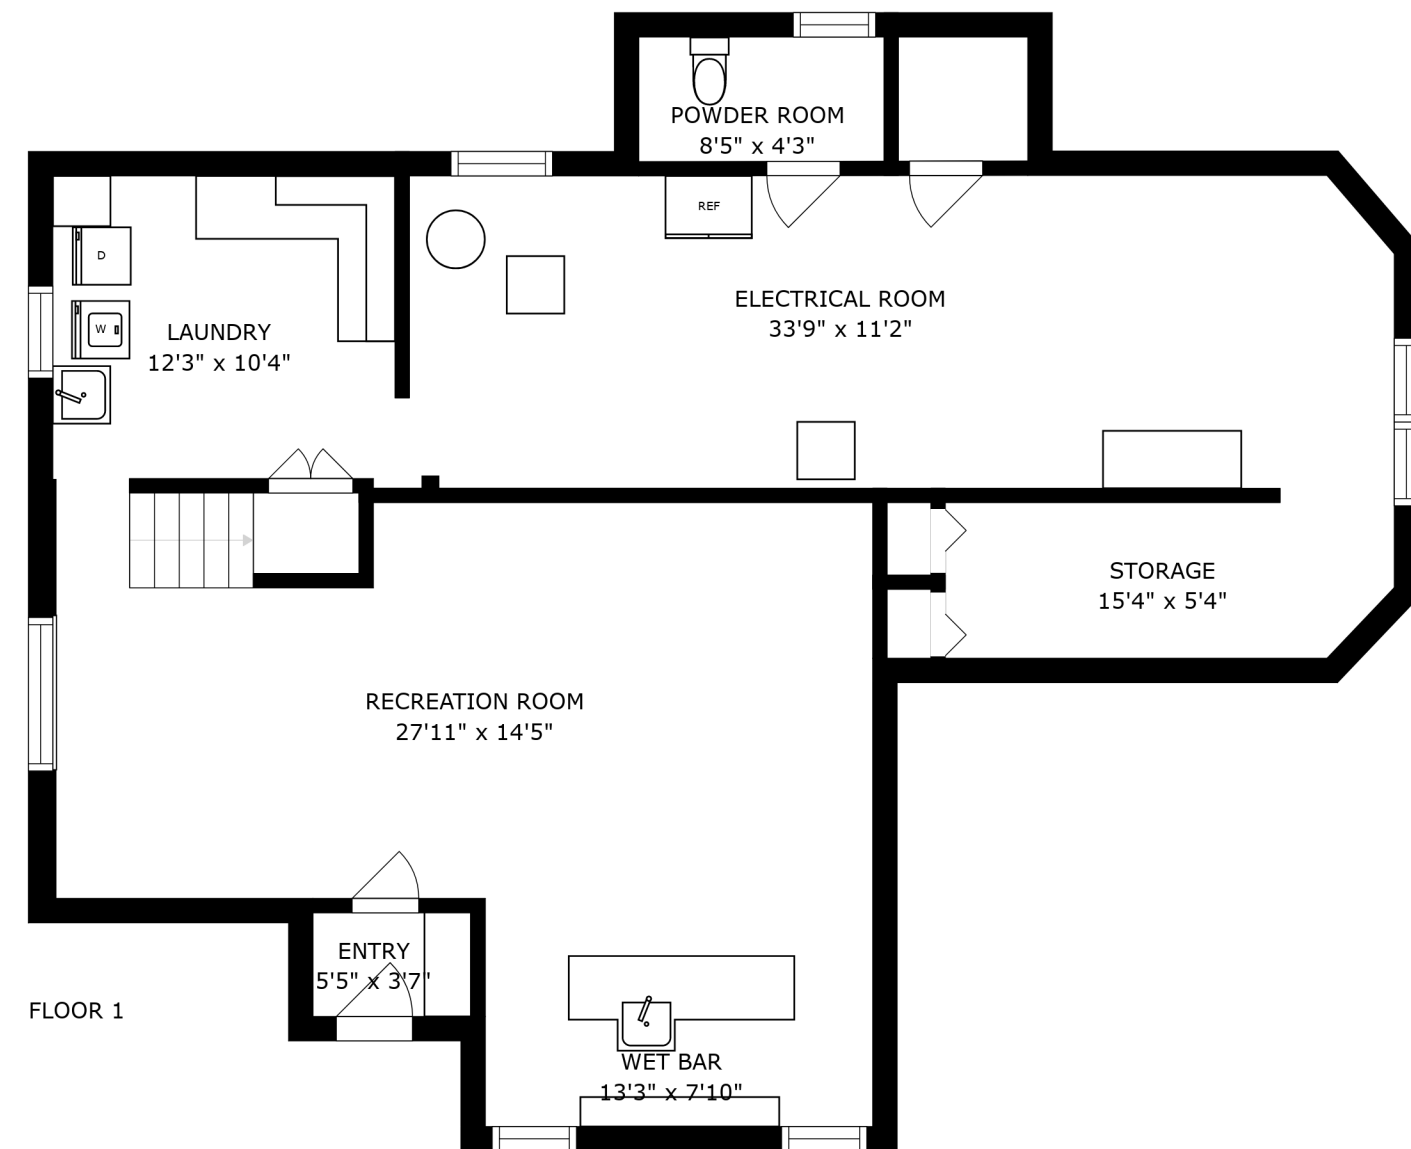 POWDER ROOM
8'5" x 4'3"
REF
D
ELECTRICAL ROOM
33'9" x 11'2"
W
LAUNDRY
12'3" x 10'4"
STORAGE
15'4" x 5'4"
RECREATION ROOM
27'11" x 14'5"
ENTRY
5'5" x 3'7"
FLOOR 1
WET BAR
13'3" x 7'10"